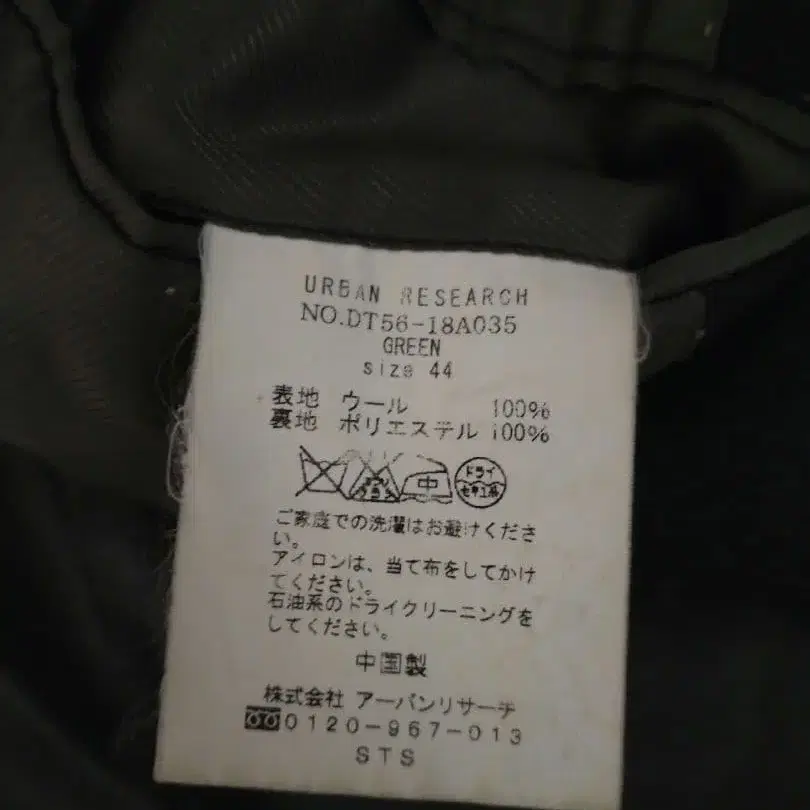 URBAN RESEARCH
NO.DT56-18A035
GREEN
size 44
表地 ウール 100%
裏地 ポリエステル 100%
中 ドライ
セキユ系
ご家庭での洗濯はお避けくださ
い。
アイロンは、当て布をしてかけ
てください。
石油系のドライクリーニングを
してください。
中国製
株式会社 アーバンリサーチ
0120-967-013
STS